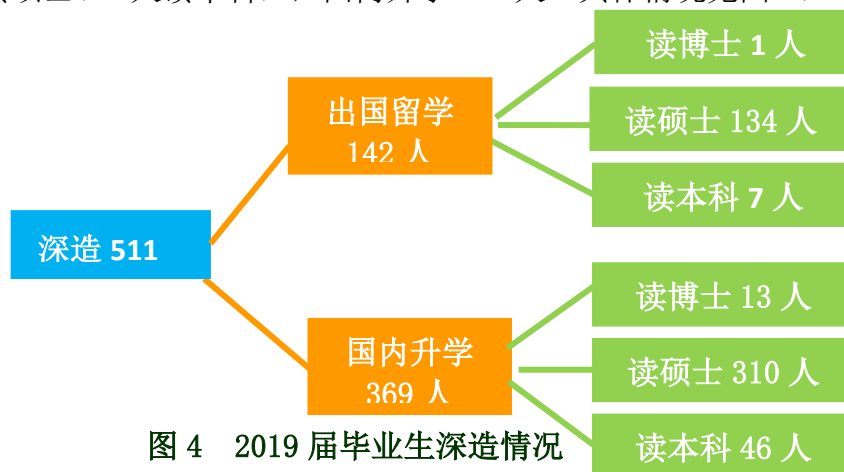 读博士 1 人
出国留学
142 人
读硕士 134 人
读本科 7 人
深造 511
读博士 13 人
国内升学
369 人
读硕士 310 人
读本科 46 人
图 4 2019 届毕业生深造情况